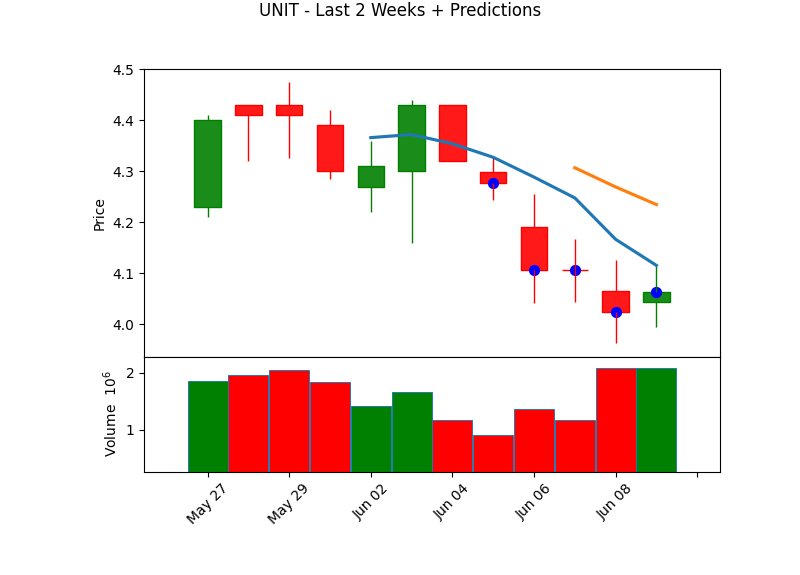 UNIT - Last 2 Weeks + Predictions
4.5
4.4
4.3
4.2
4.1
4.0
Price
2
1
Volume 10^6
May 27
May 29
Jun 02
Jun 04
Jun 06
Jun 08